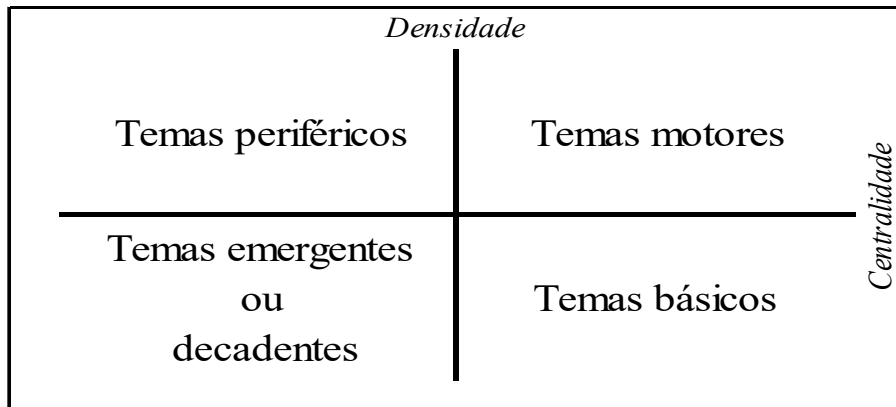 Densidade
Temas periféricos
Temas motores
Centralidade
Temas emergentes
ou
decadentes
Temas básicos